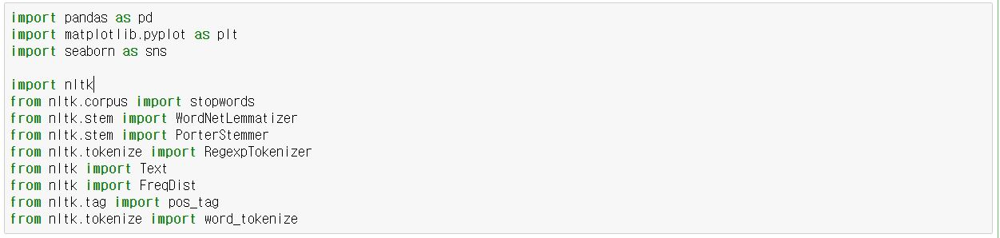 import pandas as pd
import matplotlib.pyplot as plt
import seaborn as sns
import nltk
from nltk.corpus import stopwords
from nltk.stem import WordNetLemmatizer
from nltk.stem import PorterStemmer
from nltk.tokenize import RegexpTokenizer
from nltk import Text
from nltk import FreqDist
from nltk.tag import pos_tag
from nltk.tokenize import word_tokenize